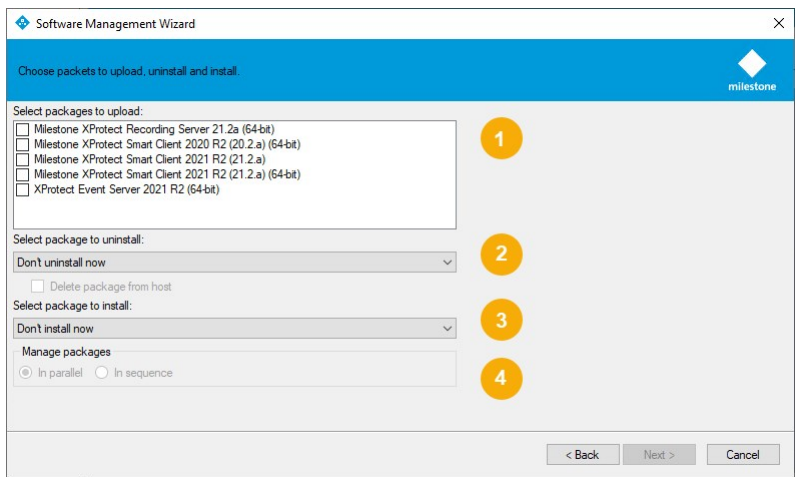 Software Management Wizard
Choose packets to upload, uninstall and install.
milestone
Select packages to upload:
Milestone XProtect Recording Server 21.2a (64-bit)
Milestone XProtect Smart Client 2020 R2 (20.2.a) (64-bit)
Milestone XProtect Smart Client 2021 R2 (21.2.a)
Milestone XProtect Smart Client 2021 R2 (21.2.a) (64-bit)
XProtect Event Server 2021 R2 (64-bit)
1
Select package to uninstall:
Don't uninstall now
2
Delete package from host
Select package to install:
Don't install now
3
Manage packages
In parallel In sequence
4
< Back Next > Cancel